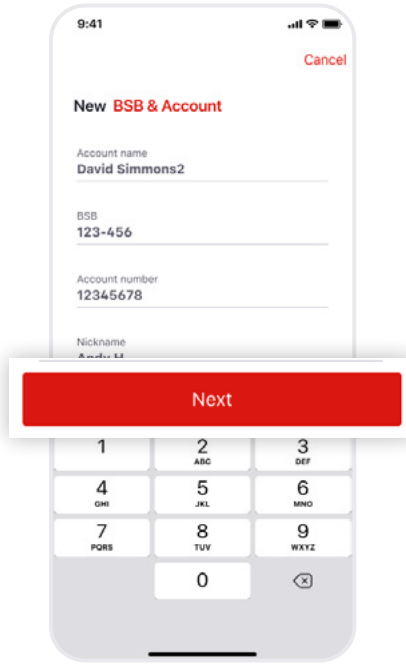 9:41
Cancel
New BSB & Account
Account name
David Simmons2
BSB
123-456
Account number
12345678
Nickname
Andy H
Next
1 2 3
ABC DEF
4 5 6
GHI JKL MNO
7 8 9
PQRS TUV WXYZ
0